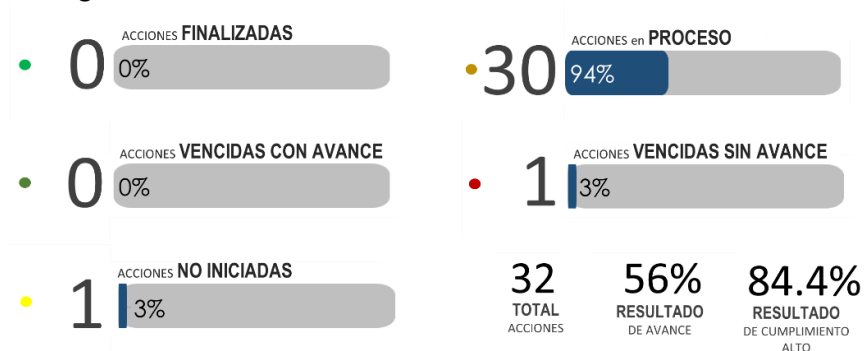 ACCIONES FINALIZADAS
0
0%
ACCIONES en PROCESO
30
94%
ACCIONES VENCIDAS CON AVANCE
0
0%
ACCIONES VENCIDAS SIN AVANCE
1
3%
ACCIONES NO INICIADAS
1
3%
32
TOTAL
ACCIONES
56%
RESULTADO
DE AVANCE
84.4%
RESULTADO
DE CUMPLIMIENTO
ALTO